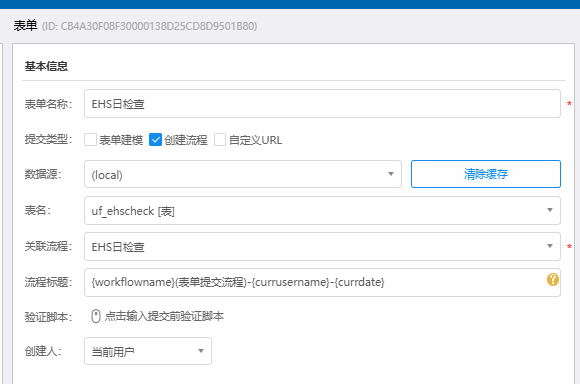 表单 (ID: CB4A30F08F30000138D25CD8D9501B80)
基本信息
表单名称: EHS日检查 *
提交类型: 表单建模 创建流程 自定义URL
数据源: (local) 清除缓存
表名: uf_ehscheck [表]
关联流程: EHS日检查 *
流程标题: {workflowname}(表单提交流程)-{currusername}-{currdate} ?
验证脚本: 点击输入提交前验证脚本
创建人: 当前用户